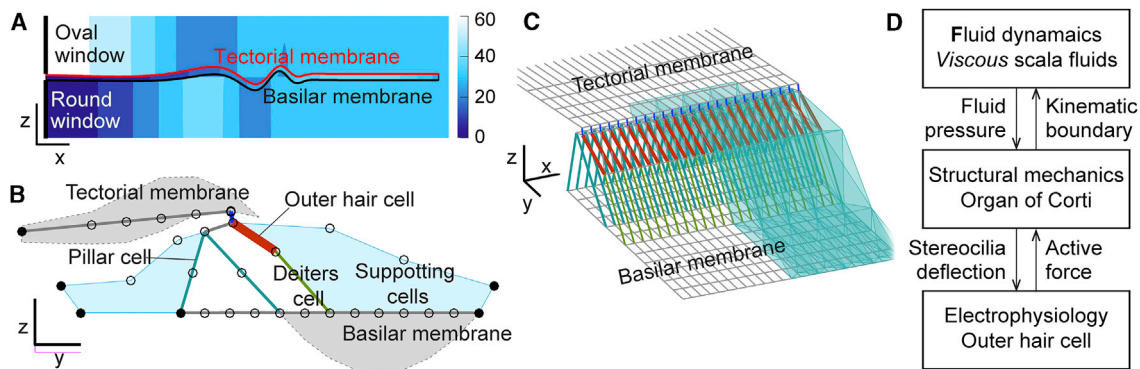 A
Oval
window
Tectorial membrane
Basilar membrane
Round
window
z
x
60
40
20
0
B
Tectorial membrane
Outer hair cell
Pillar cell
Deiters
cell
Suppotting
cells
Basilar membrane
z
y
C
Tectorial membrane
z
x
y
Basilar membrane
D
Fluid dynamaics
Viscous scala fluids
Fluid
pressure
Kinematic
boundary
Structural mechanics
Organ of Corti
Stereocilia
deflection
Active
force
Electrophysiology
Outer hair cell